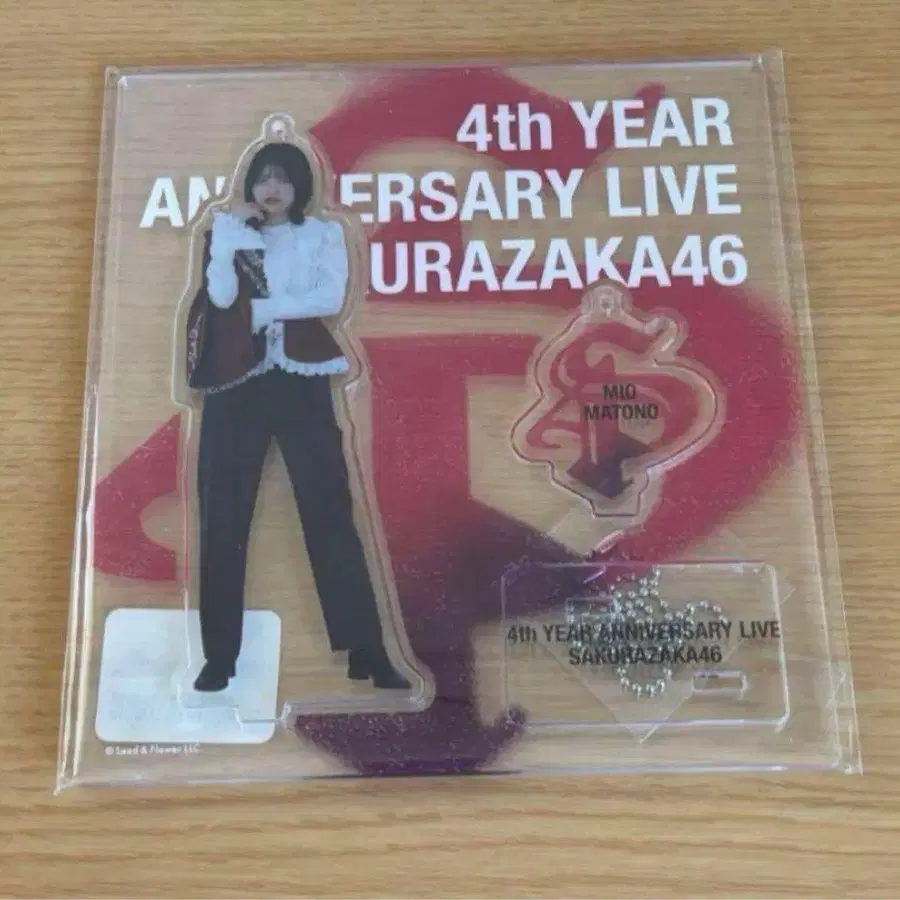 4th YEAR
AN ERSARY LIVE
URAZAKA46
MIO
MATONO
4th YEAR ANNIVERSARY LIVE
SAKURAZAKA46
© Seed & Flower LLC